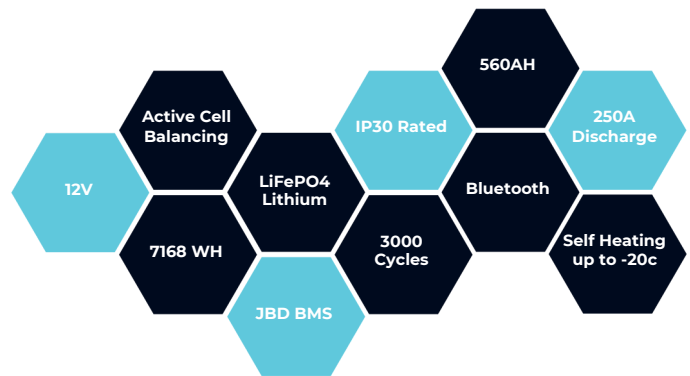 560AH
Active Cell
Balancing
IP30 Rated
250A
Discharge
12V
LiFePO4
Lithium
Bluetooth
7168 WH
3000
Cycles
Self Heating
up to -20c
JBD BMS